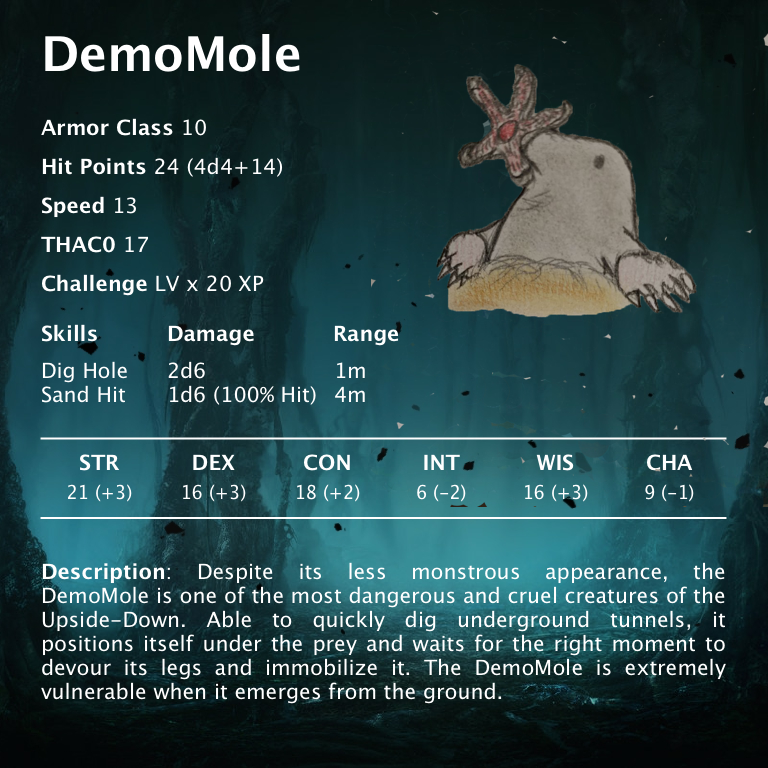 DemoMole
Armor Class 10
Hit Points 24 (4d4+14)
Speed 13
THAC0 17
Challenge LV x 20 XP
Skills Damage Range
Dig Hole 2d6 1m
Sand Hit 1d6 (100% Hit) 4m
STR DEX CON INT WIS CHA
21 (+3) 16 (+3) 18 (+2) 6 (-2) 16 (+3) 9 (-1)
Description: Despite its less monstrous appearance, the
DemoMole is one of the most dangerous and cruel creatures of the
Upside-Down. Able to quickly dig underground tunnels, it
positions itself under the prey and waits for the right moment to
devour its legs and immobilize it. The DemoMole is extremely
vulnerable when it emerges from the ground.